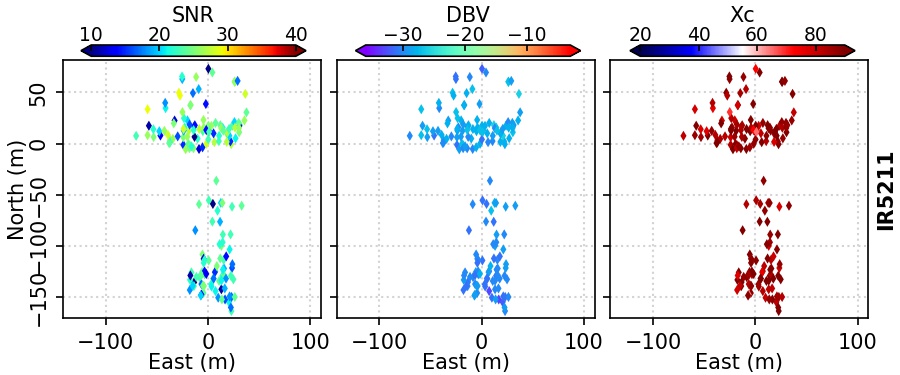 SNR DBV Xc
10 20 30 40 −30 −20 −10 20 40 60 80
North (m)
50
0
−50
−100
−150
IR5211
−100 0 100 −100 0 100 −100 0 100
East (m) East (m) East (m)